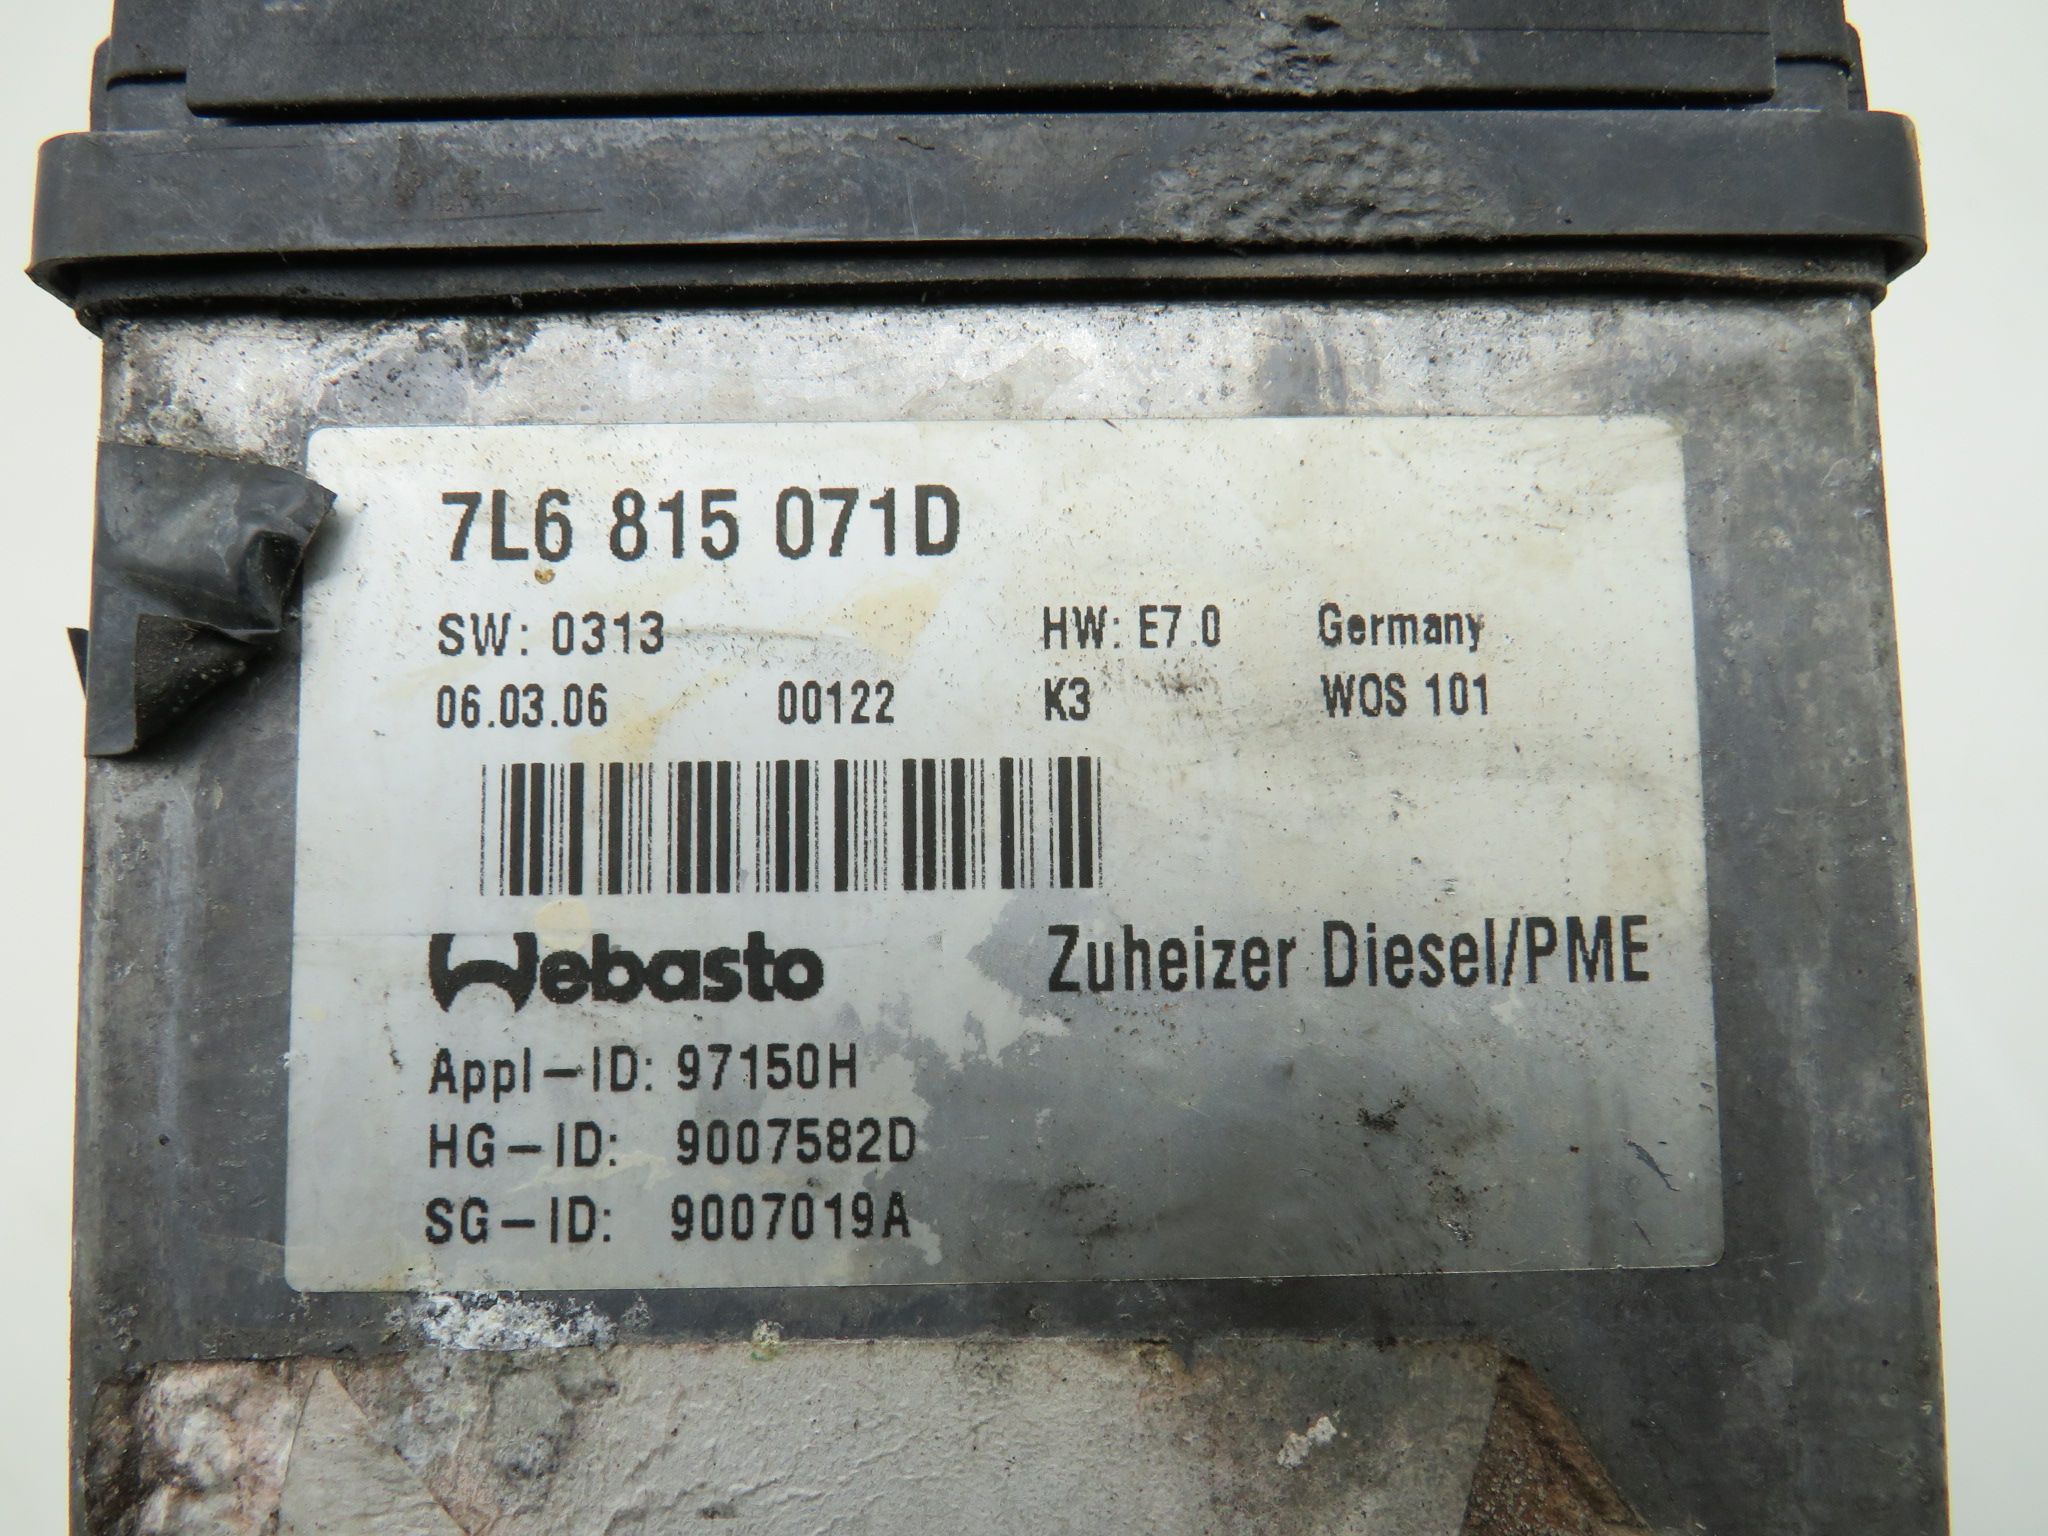 7L6 815 071D
SW: 0313 HW: E7.0 Germany
06.03.06 00122 K3 WOS 101
Webasto Zuheizer Diesel/PME
Appl-ID: 97150H
HG-ID: 9007582D
SG-ID: 9007019A